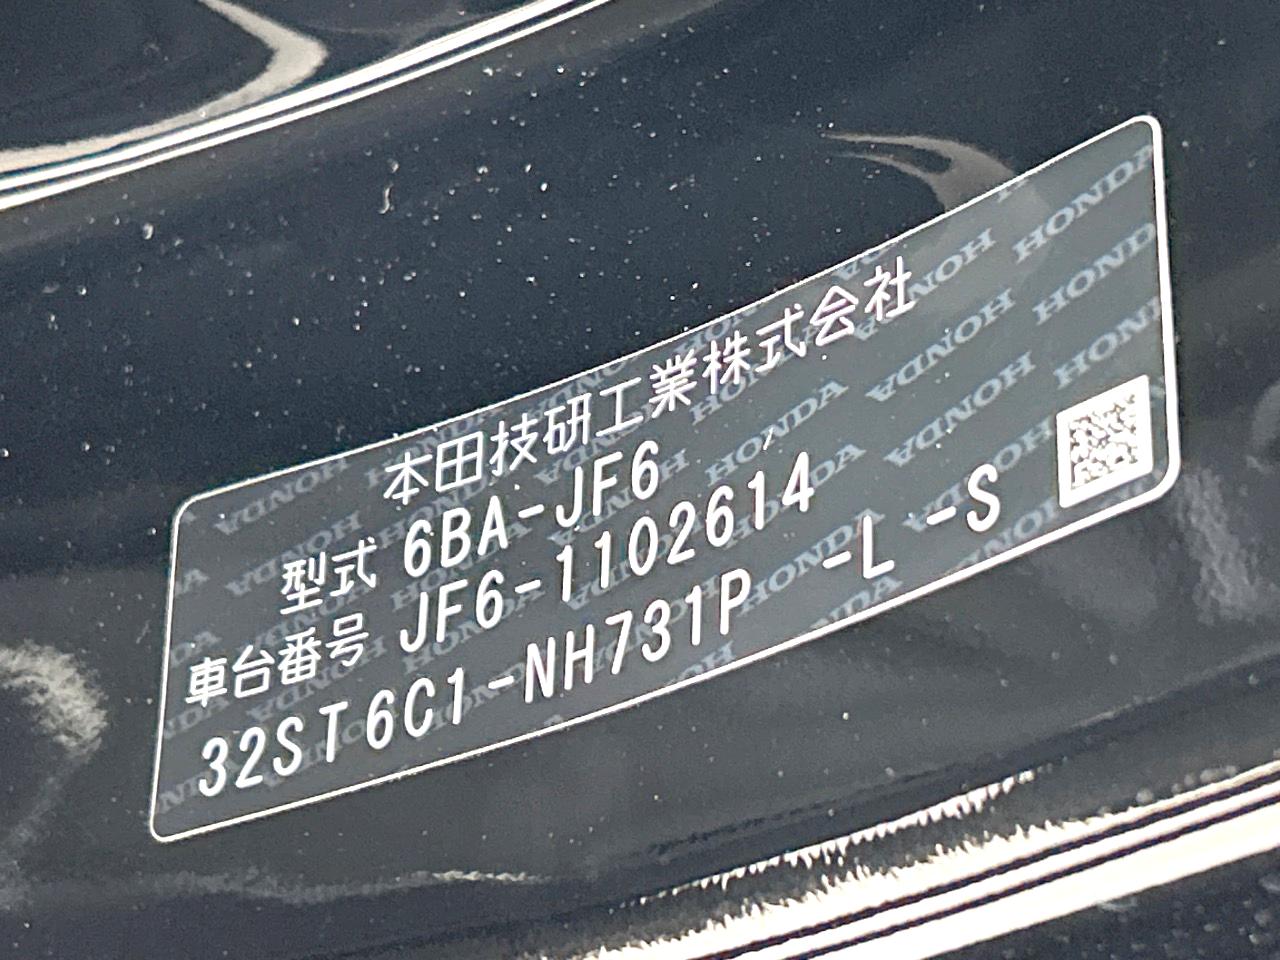 本田技研工業株式会社
型式 6BA-JF6
車台番号 JF6-1102614
32ST6C1-NH731P -L -S